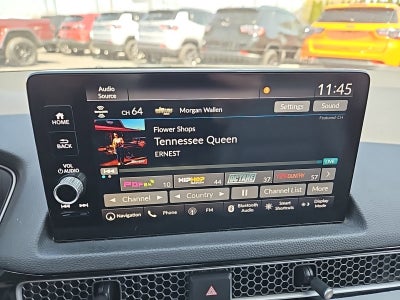 Audio
Source
11:45
HOME
CH 64
Morgan Wallen
Settings
Sound
Featured CH
BACK
Flower Shops
Tennessee Queen
ERNEST
VOL
AUDIO
LIVE
10
HIPHOP 44
37
COUNTRY 57
Channel
Country
Channel List
More
Navigation
Phone
FM
Bluetooth
Audio
Smart
Shortcuts
Display
Mode